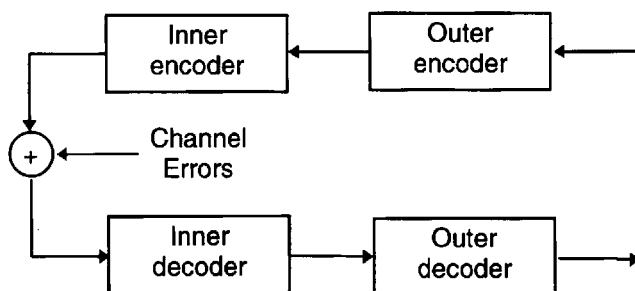 Inner
encoder
Outer
encoder
+
Channel
Errors
Inner
decoder
Outer
decoder